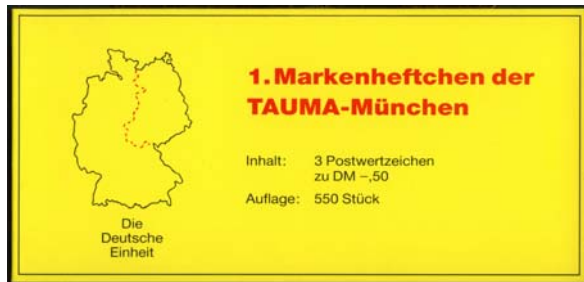 1. Markenheftchen der
TAUMA-München
Inhalt: 3 Postwertzeichen
zu DM –,50
Auflage: 550 Stück
Die
Deutsche
Einheit